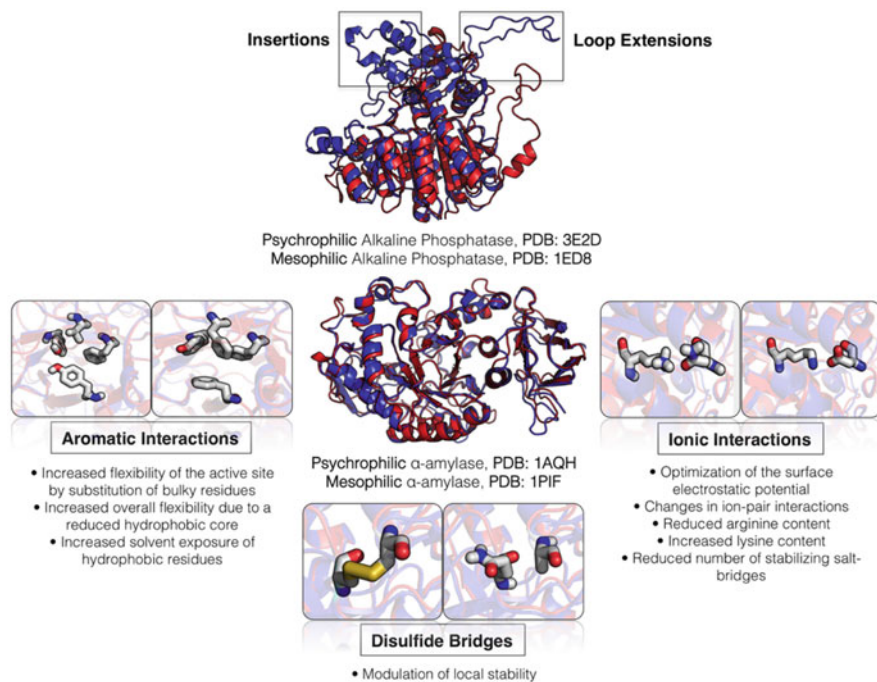 Insertions
Loop Extensions
Psychrophilic Alkaline Phosphatase, PDB: 3E2D
Mesophilic Alkaline Phosphatase, PDB: 1ED8
Aromatic Interactions
• Increased flexibility of the active site
by substitution of bulky residues
• Increased overall flexibility due to a
reduced hydrophobic core
• Increased solvent exposure of
hydrophobic residues
Psychrophilic α-amylase, PDB: 1AQH
Mesophilic α-amylase, PDB: 1PIF
Ionic Interactions
• Optimization of the surface
electrostatic potential
• Changes in ion-pair interactions
• Reduced arginine content
• Increased lysine content
• Reduced number of stabilizing salt-
bridges
Disulfide Bridges
• Modulation of local stability